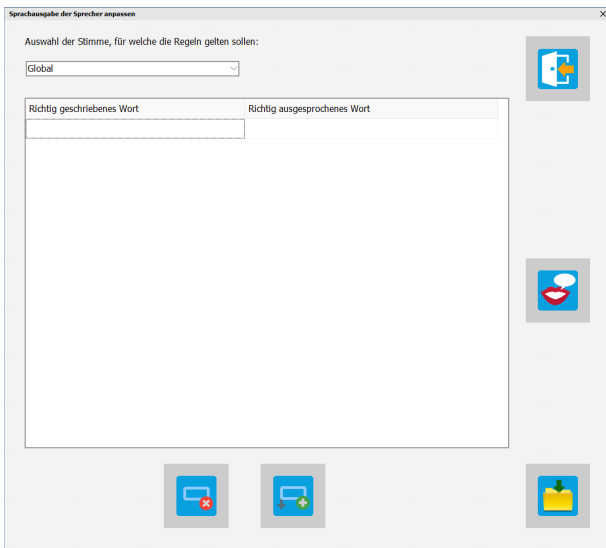 Sprachausgabe der Sprecher anpassen
Auswahl der Stimme, für welche die Regeln gelten sollen:
Global
Richtig geschriebenes Wort Richtig ausgesprochenes Wort